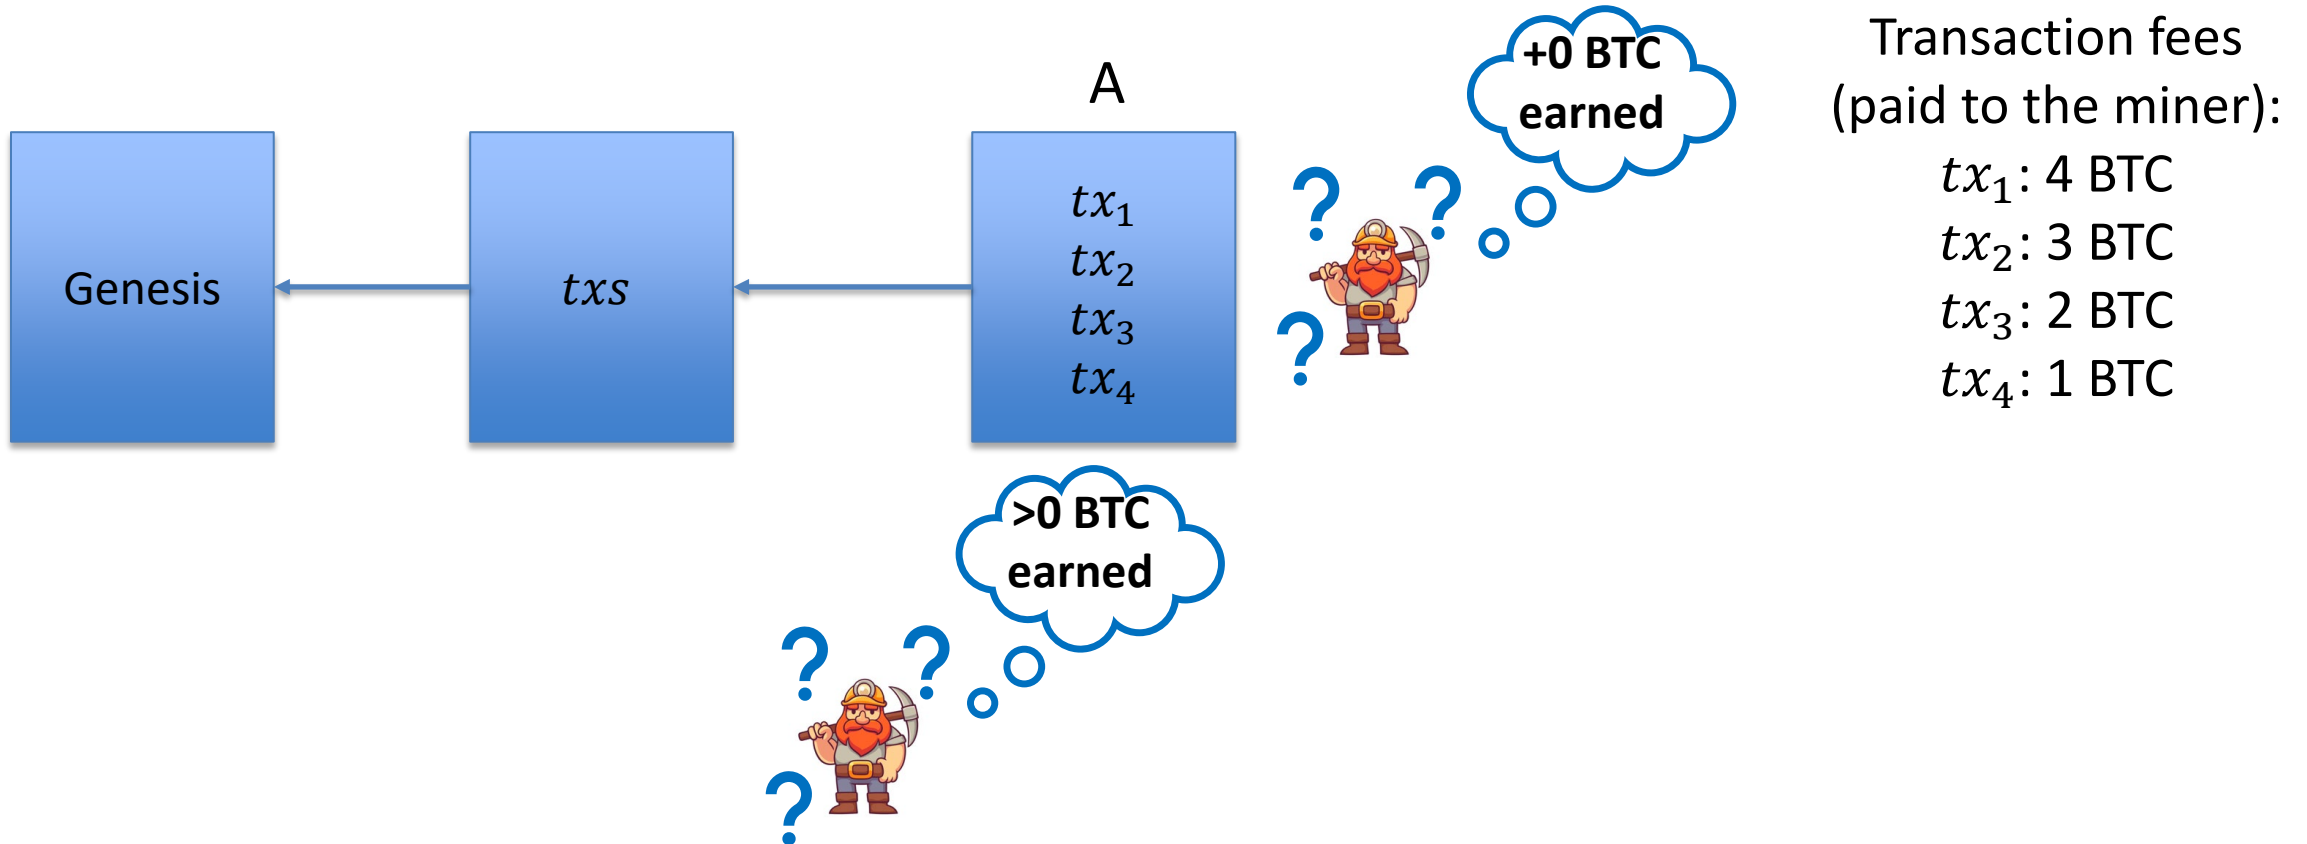 A
Genesis
txs
tx₁
tx₂
tx₃
tx₄
+0 BTC
earned
? ? ?
>0 BTC
earned
? ? ?
Transaction fees
(paid to the miner):
tx₁: 4 BTC
tx₂: 3 BTC
tx₃: 2 BTC
tx₄: 1 BTC